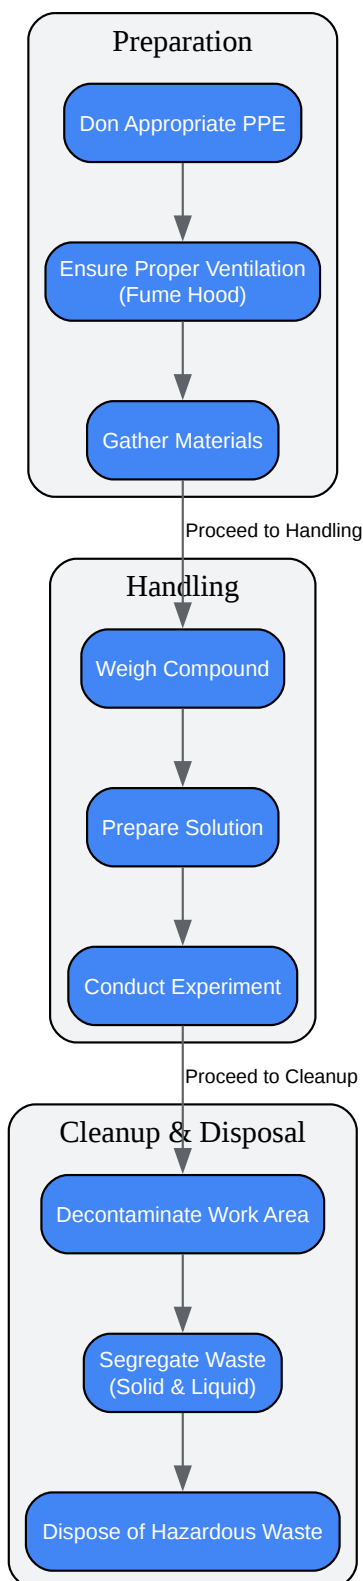 Preparation
Don Appropriate PPE
Ensure Proper Ventilation
(Fume Hood)
Gather Materials
Proceed to Handling
Handling
Weigh Compound
Prepare Solution
Conduct Experiment
Proceed to Cleanup
Cleanup & Disposal
Decontaminate Work Area
Segregate Waste
(Solid & Liquid)
Dispose of Hazardous Waste